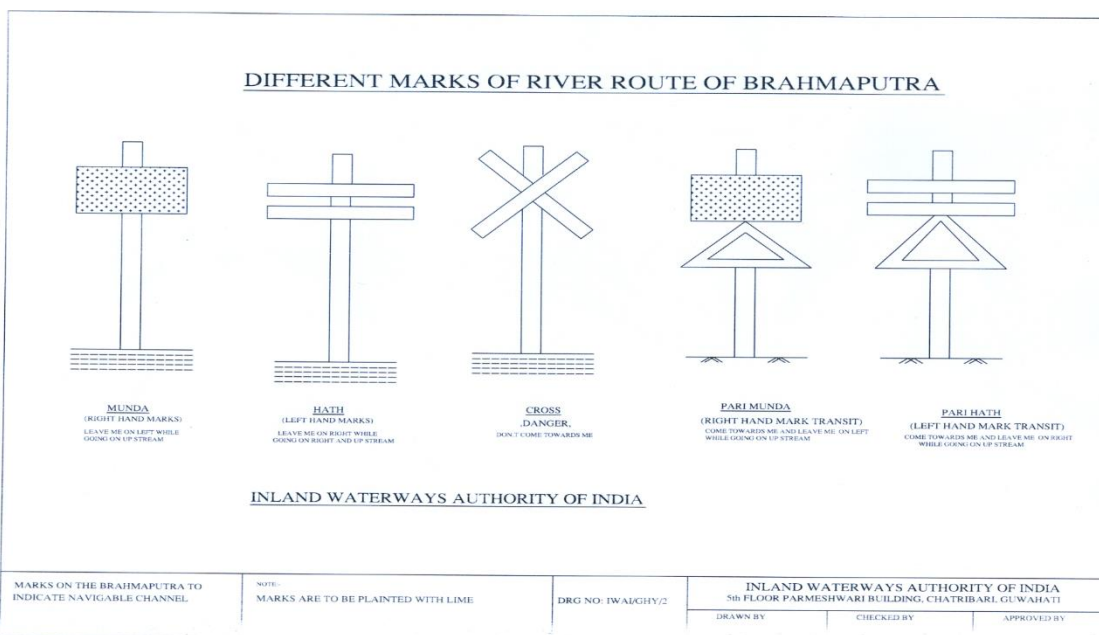 DIFFERENT MARKS OF RIVER ROUTE OF BRAHMAPUTRA
MUNDA
(RIGHT HAND MARKS)
LEAVE ME ON LEFT WHILE
GOING ON UP STREAM
HATH
(LEFT HAND MARKS)
LEAVE ME ON RIGHT WHILE
GOING ON RIGHT AND UP STREAM
CROSS
,DANGER,
DON'T COME TOWARDS ME
PARI MUNDA
(RIGHT HAND MARK TRANSIT)
COME TOWARDS ME AND LEAVE ME ON LEFT
WHILE GOING ON UP STREAM
PARI HATH
(LEFT HAND MARK TRANSIT)
COME TOWARDS ME AND LEAVE ME ON RIGHT
WHILE GOING ON UP STREAM
INLAND WATERWAYS AUTHORITY OF INDIA
MARKS ON THE BRAHMAPUTRA TO
INDICATE NAVIGABLE CHANNEL
NOTE:-
MARKS ARE TO BE PLAINTED WITH LIME
DRG NO: IWAI/GHY/2
INLAND WATERWAYS AUTHORITY OF INDIA
5th FLOOR PARMESHWARI BUILDING, CHATRIBARI, GUWAHATI
DRAWN BY
CHECKED BY
APPROVED BY